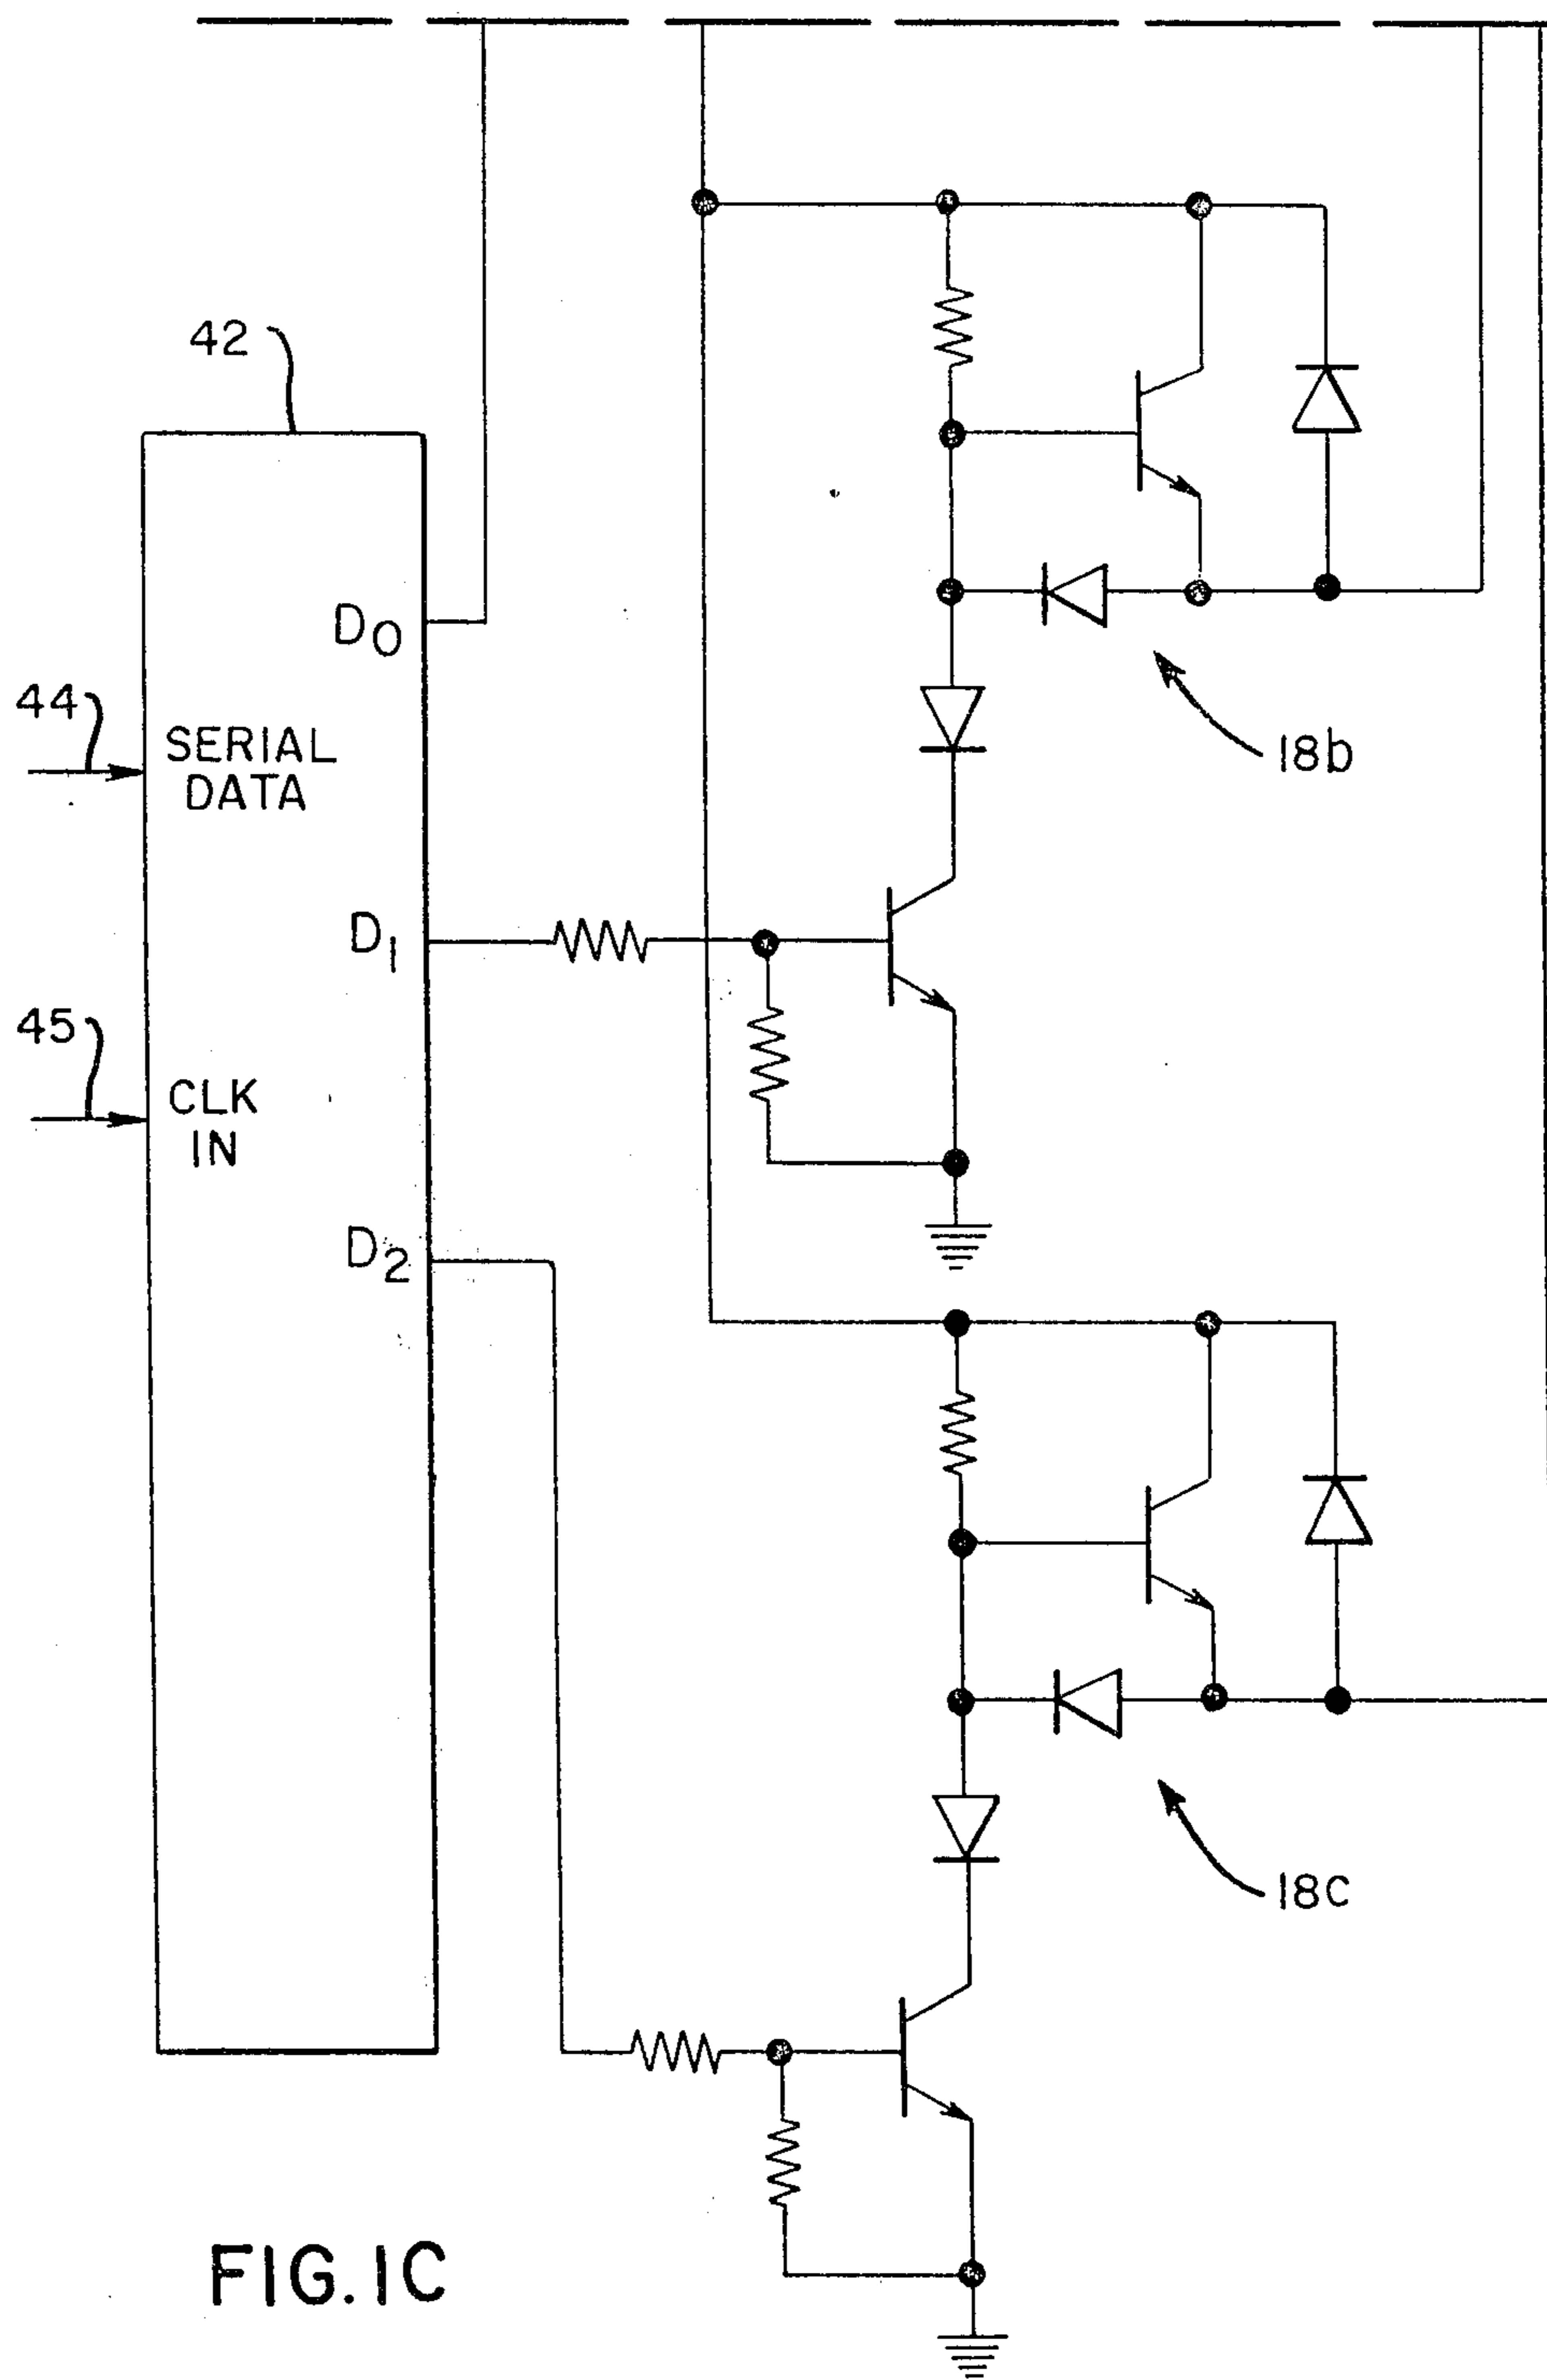 42
D0
44
SERIAL
DATA
18b
D1
45
CLK
IN
D2
18C
FIG. 1C